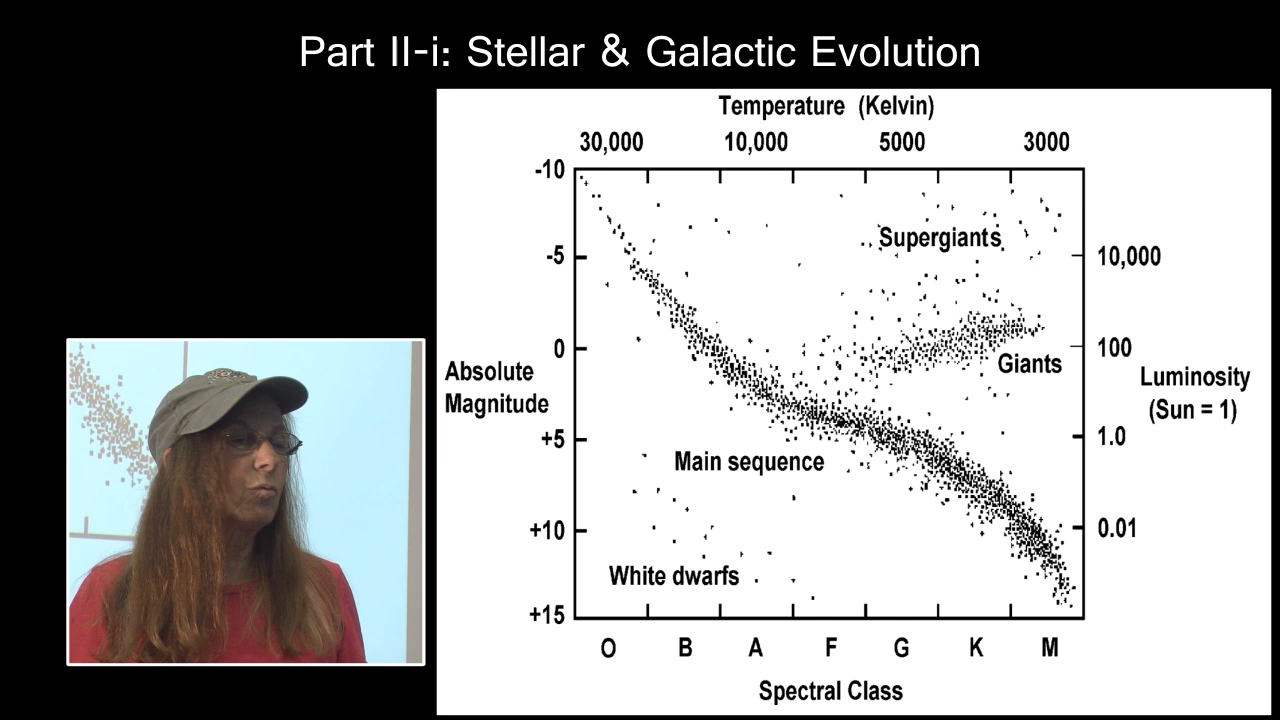 Part II-i: Stellar & Galactic Evolution
Temperature (Kelvin)
30,000 10,000 5000 3000
-10
Supergiants
-5
10,000
0
100
Giants
Absolute
Magnitude
Luminosity
(Sun = 1)
+5
1.0
Main sequence
+10
0.01
White dwarfs
+15
O B A F G K M
Spectral Class